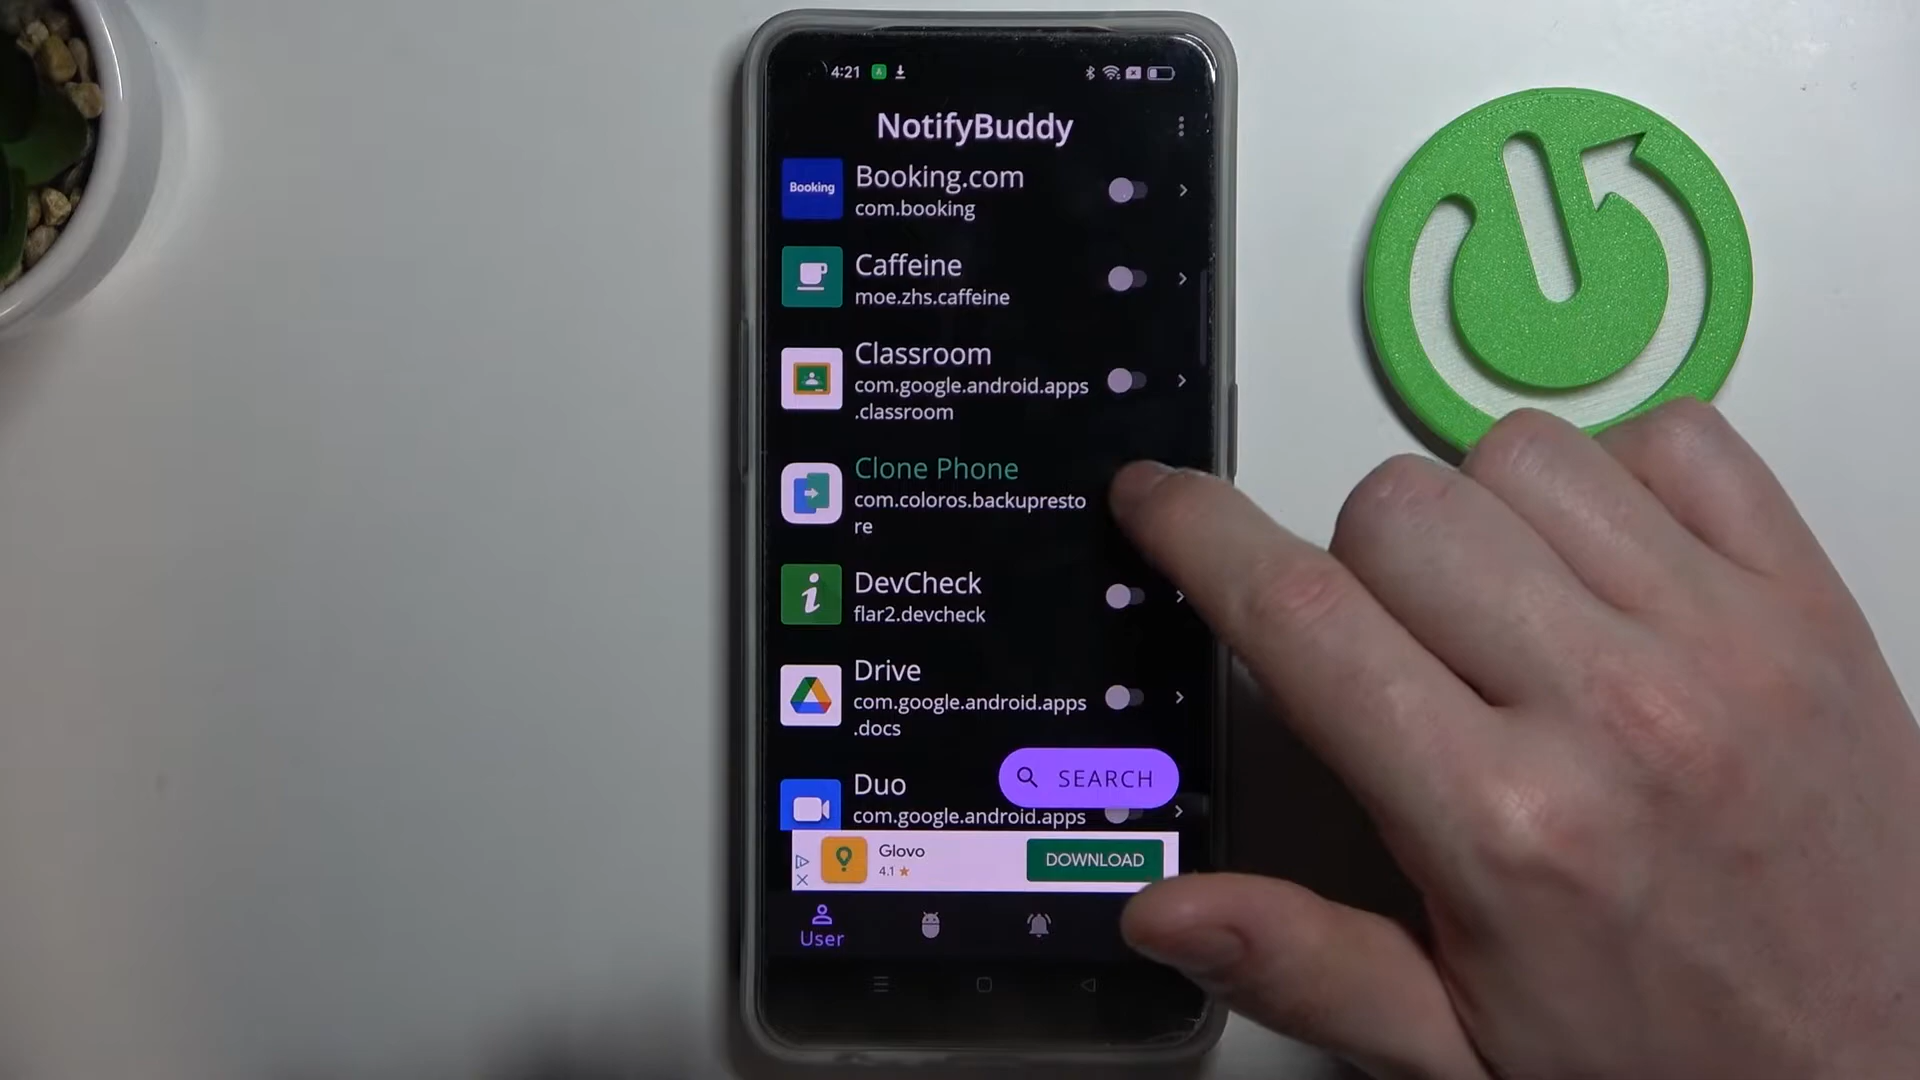 4:21
NotifyBuddy
Booking
Booking.com
com.booking
Caffeine
moe.zhs.caffeine
Classroom
com.google.android.apps
.classroom
Clone Phone
com.coloros.backupresto
re
DevCheck
flar2.devcheck
Drive
com.google.android.apps
.docs
SEARCH
Duo
com.google.android.apps
Glovo
4.1 ★
DOWNLOAD
User